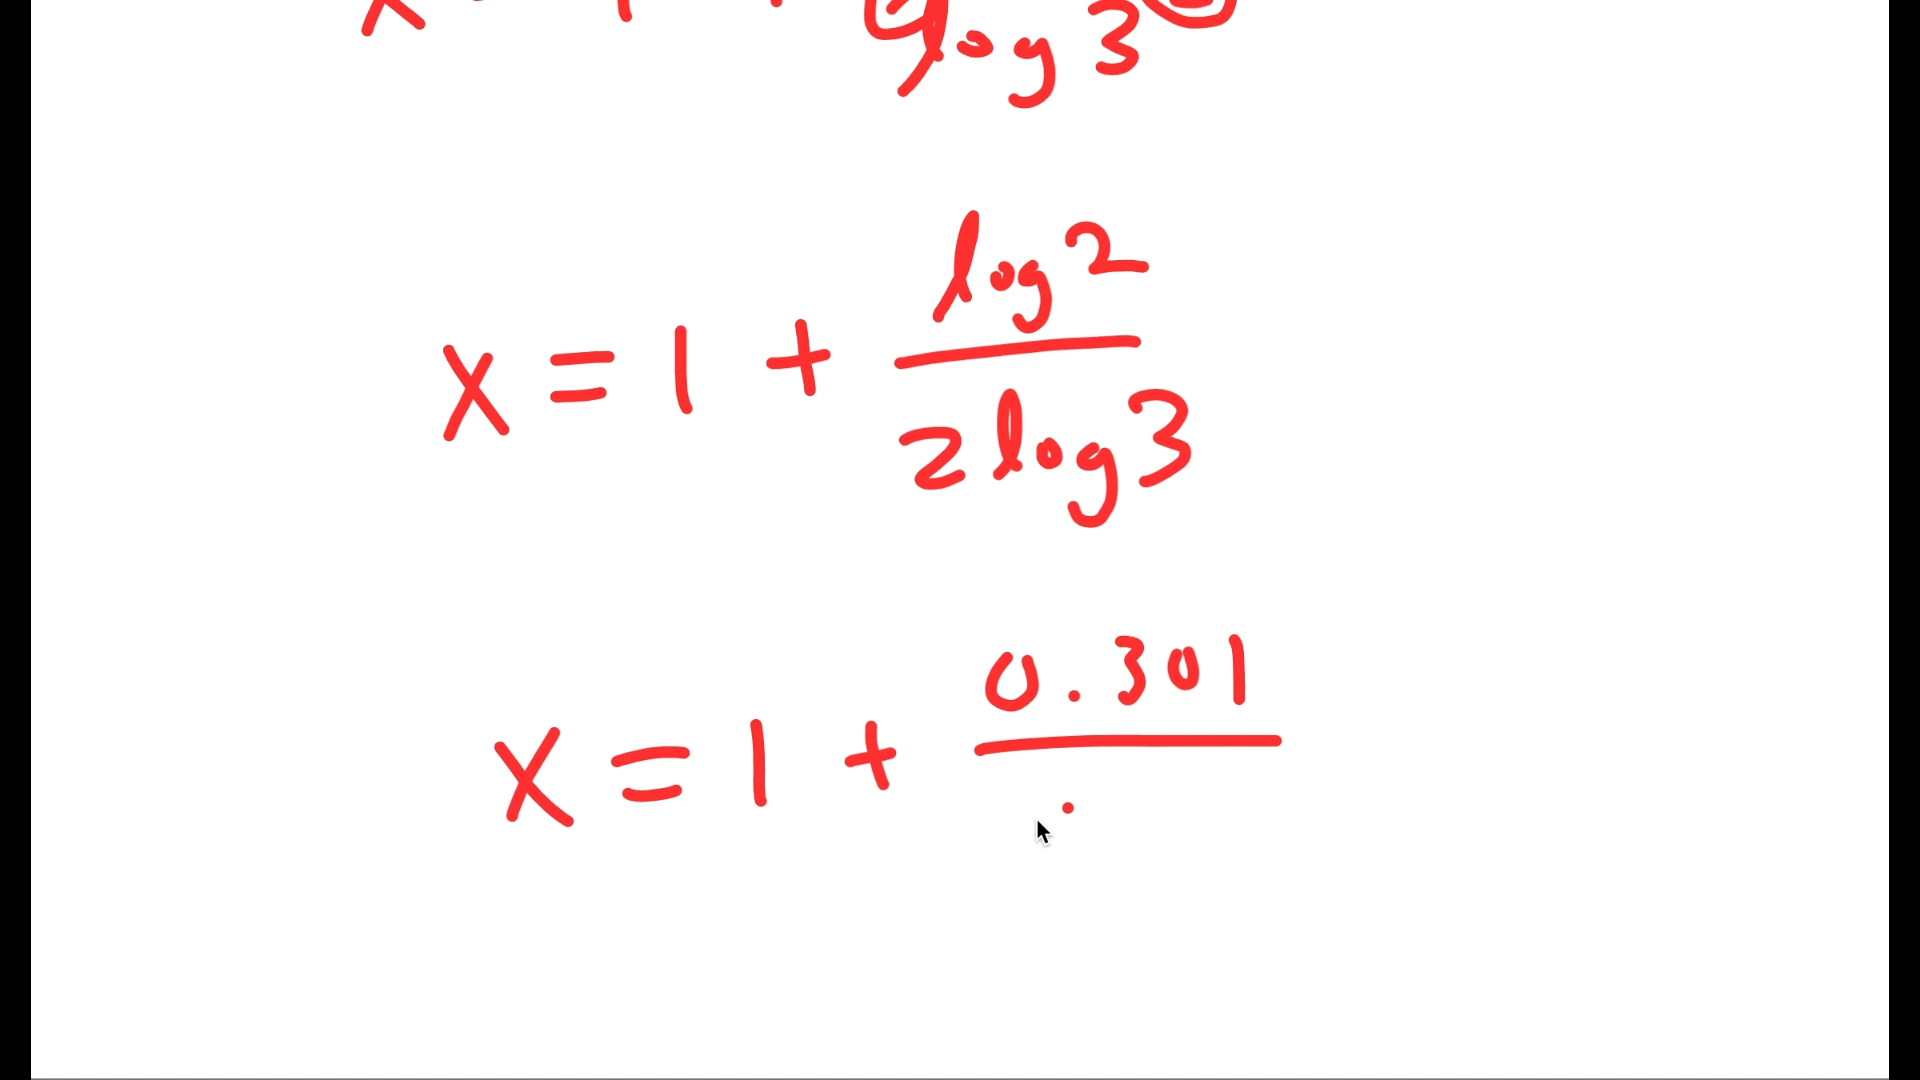 log 3
x = 1 + log 2 / 2 log 3
x = 1 + 0.301 / .